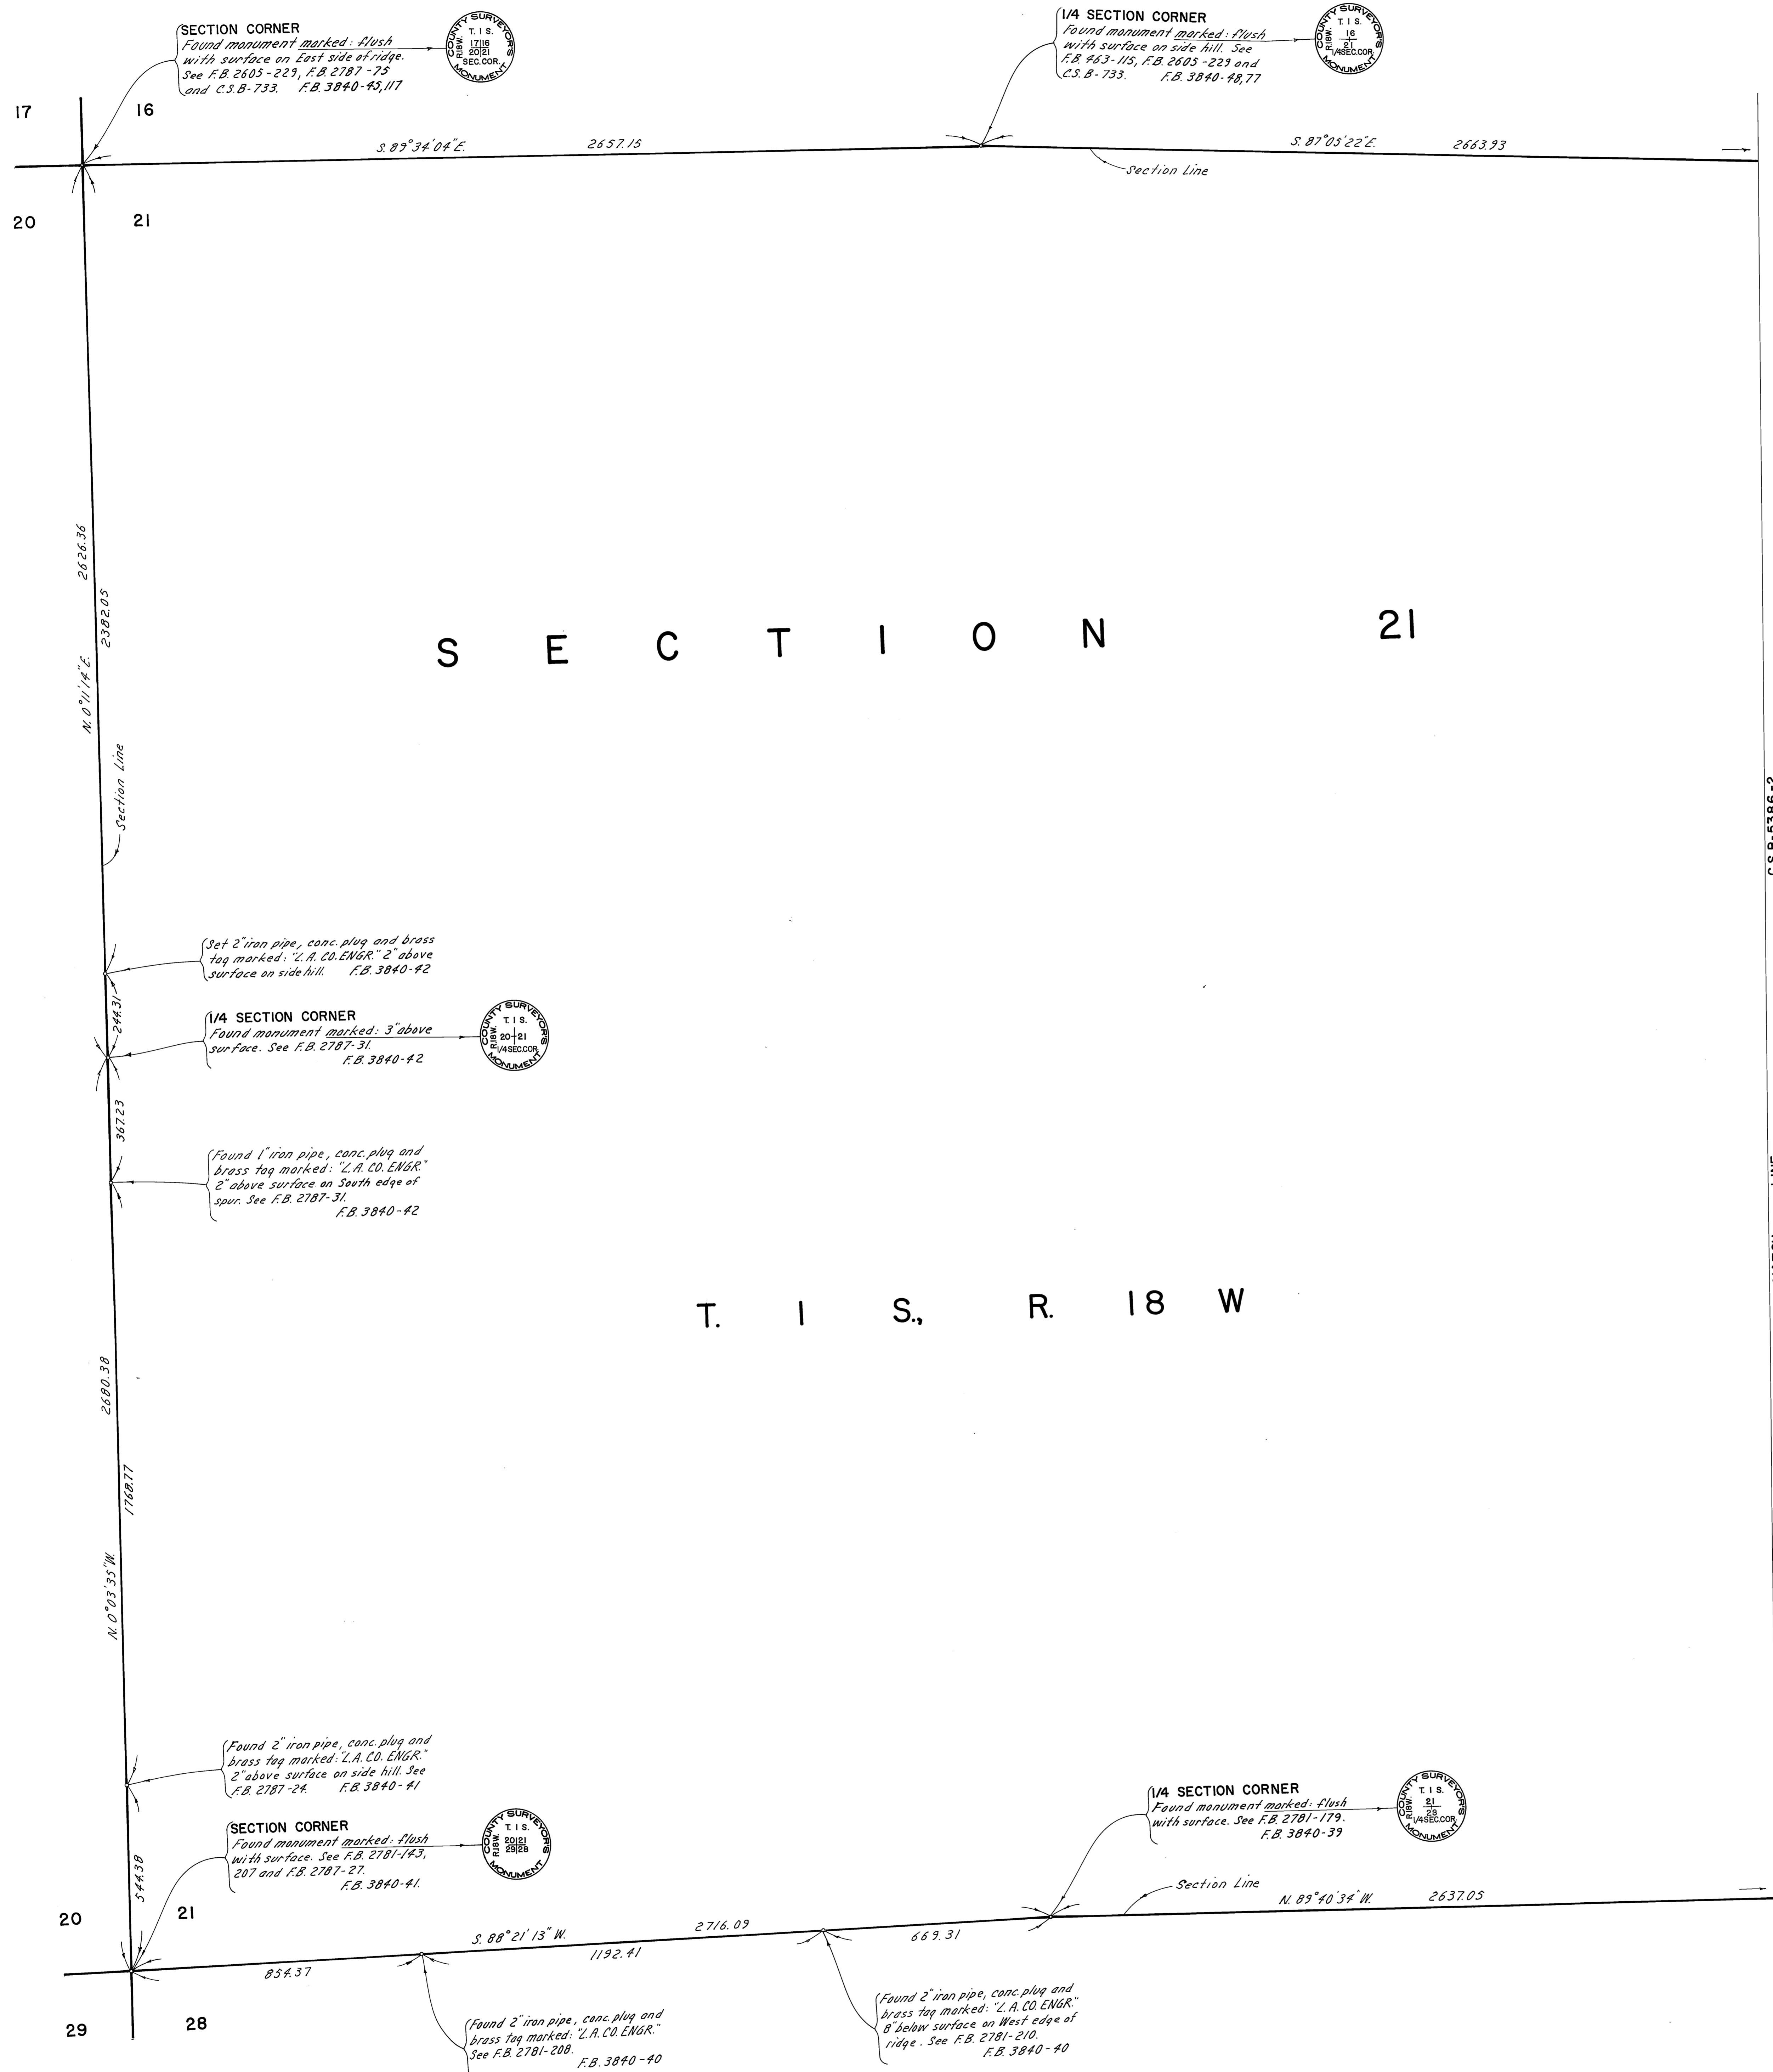 SECTION CORNER
Found monument marked: flush
with surface on East side of ridge.
See F.B. 2605-229, F.B. 2787-75
and C.S.B-733. F.B. 3840-45,117
COUNTY SURVEYOR'S
T. 1 S.
R18W.
17|16
20|21
SEC. COR.
MONUMENT
1/4 SECTION CORNER
Found monument marked: flush
with surface on side hill. See
F.B. 463-115, F.B. 2605-229 and
C.S.B-733. F.B. 3840-48,77
COUNTY SURVEYOR'S
T. 1 S.
R18W.
16
21
1/4SEC.COR.
MONUMENT
17
16
S. 89°34'04"E. 2657.15
S. 87°05'22"E. 2663.93
Section Line
20
21
2626.36
2382.05
N. 0°11'14"E.
SECTION 21
Section Line
C.S.B-5386-2
Set 2" iron pipe, conc. plug and brass
tag marked: "L.A. CO. ENGR." 2" above
surface on side hill. F.B. 3840-42
244.31
1/4 SECTION CORNER
Found monument marked: 3" above
surface. See F.B. 2787-31.
F.B. 3840-42
COUNTY SURVEYOR'S
T. 1 S.
R.18W.
20 21
1/4SEC.COR.
MONUMENT
367.23
Found 1" iron pipe, conc. plug and
brass tag marked: "L.A. CO. ENGR."
2" above surface on South edge of
spur. See F.B. 2787-31.
F.B. 3840-42
T. 1 S., R. 18 W
2680.38
1768.77
N. 0°03'35"W.
Found 2" iron pipe, conc. plug and
brass tag marked: "L.A. CO. ENGR."
2" above surface on side hill. See
F.B. 2787-24. F.B. 3840-41
SECTION CORNER
Found monument marked: flush
with surface. See F.B. 2781-143,
207 and F.B. 2787-27.
F.B. 3840-41.
COUNTY SURVEYOR'S
T. 1 S.
R18W.
20|21
29|28
MONUMENT
1/4 SECTION CORNER
Found monument marked: flush
with surface. See F.B. 2781-179.
F.B. 3840-39
COUNTY SURVEYOR'S
T. 1 S.
R18W.
21
28
1/4SEC.COR.
MONUMENT
544.38
20
21
Section Line
N. 89°40'34"W. 2637.05
S. 88°21'13"W. 2716.09
854.37
1192.41
669.31
29
28
Found 2" iron pipe, conc. plug and
brass tag marked: "L.A. CO. ENGR."
See F.B. 2781-208.
F.B. 3840-40
Found 2" iron pipe, conc. plug and
brass tag marked: "L.A. CO. ENGR."
8" below surface on West edge of
ridge. See F.B. 2781-210.
F.B. 3840-40